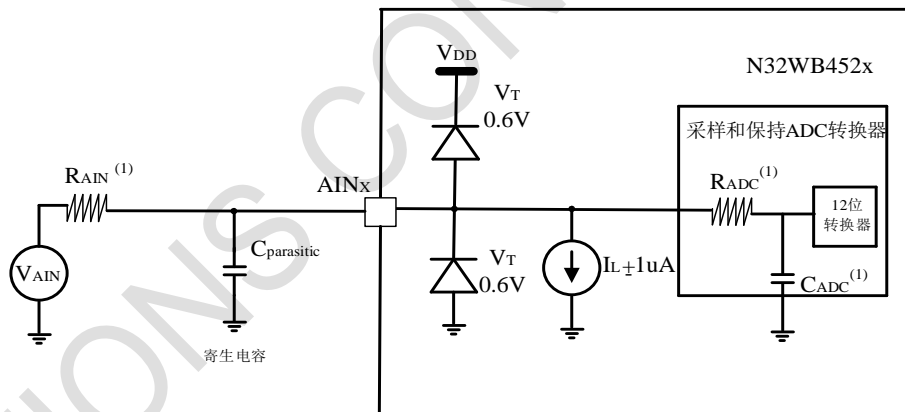 VDD
N32WB452x
VT
0.6V
采样和保持ADC转换器
RAIN (1)
AINx
RADC(1)
12位
转换器
VAIN
Cparasitic
VT
0.6V
IL±1uA
CADC(1)
寄生电容
TIONS CON